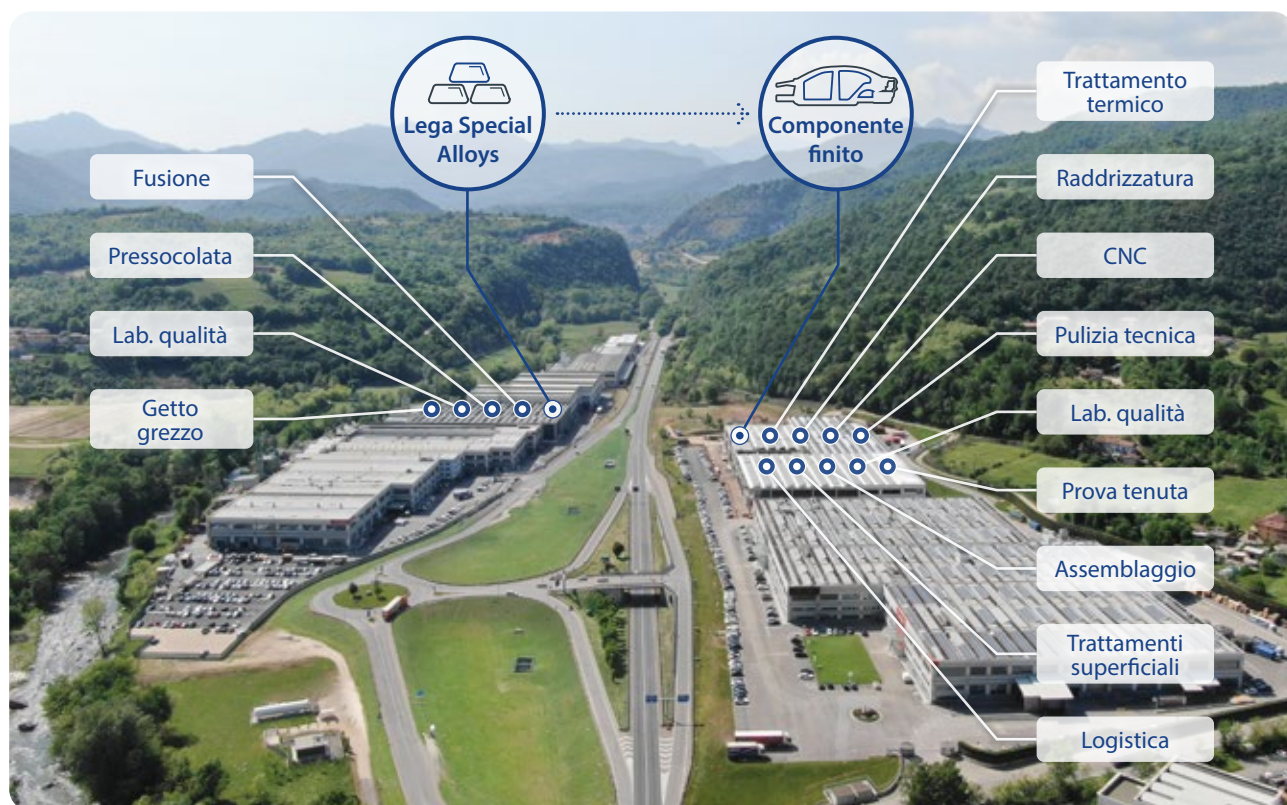 Lega Special
Alloys
Componente
finito
Fusione
Pressocolata
Lab. qualità
Getto
grezzo
Trattamento
termico
Raddrizzatura
CNC
Pulizia tecnica
Lab. qualità
Prova tenuta
Assemblaggio
Trattamenti
superficiali
Logistica